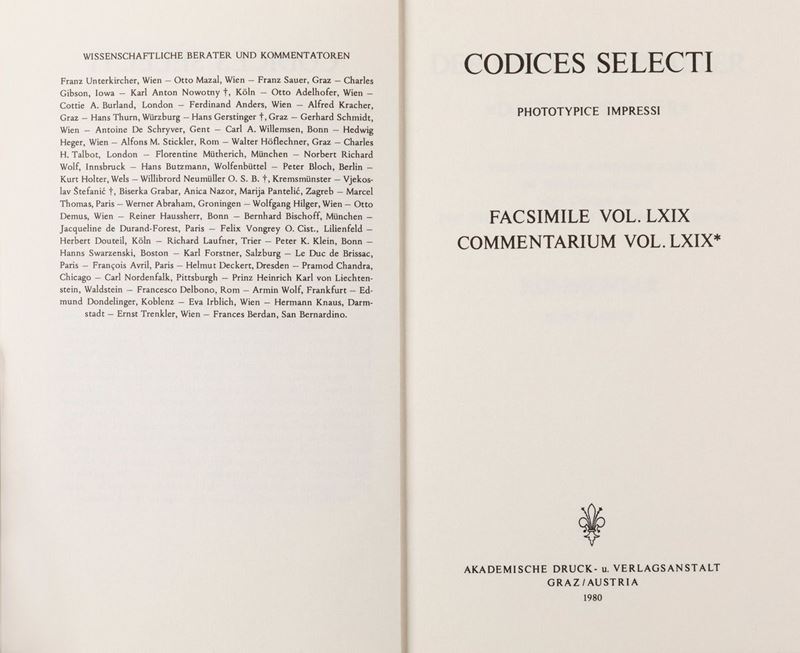 WISSENSCHAFTLICHE BERATER UND KOMMENTATOREN
Franz Unterkircher, Wien — Otto Mazal, Wien — Franz Sauer, Graz — Charles
Gibson, Iowa — Karl Anton Nowotny †, Köln — Otto Adelhofer, Wien —
Cottie A. Burland, London — Ferdinand Anders, Wien — Alfred Kracher,
Graz — Hans Thurn, Würzburg — Hans Gerstinger †, Graz — Gerhard Schmidt,
Wien — Antoine De Schryver, Gent — Carl A. Willemsen, Bonn — Hedwig
Heger, Wien — Alfons M. Stickler, Rom — Walter Höflechner, Graz — Charles
H. Talbot, London — Florentine Mütherich, München — Norbert Richard
Wolf, Innsbruck — Hans Butzmann, Wolfenbüttel — Peter Bloch, Berlin —
Kurt Holter, Wels — Willibrord Neumüller O. S. B. †, Kremsmünster — Vjekos-
lav Štefanić †, Biserka Grabar, Anica Nazor, Marija Pantelić, Zagreb — Marcel
Thomas, Paris — Werner Abraham, Groningen — Wolfgang Hilger, Wien — Otto
Demus, Wien — Reiner Haussherr, Bonn — Bernhard Bischoff, München —
Jacqueline de Durand-Forest, Paris — Felix Vongrey O. Cist., Lilienfeld —
Herbert Douteil, Köln — Richard Laufner, Trier — Peter K. Klein, Bonn —
Hanns Swarzenski, Boston — Karl Forstner, Salzburg — Le Duc de Brissac,
Paris — François Avril, Paris — Helmut Deckert, Dresden — Pramod Chandra,
Chicago — Carl Nordenfalk, Pittsburgh — Prinz Heinrich Karl von Liechten-
stein, Waldstein — Francesco Delbono, Rom — Armin Wolf, Frankfurt — Ed-
mund Dondelinger, Koblenz — Eva Irblich, Wien — Hermann Knaus, Darm-
stadt — Ernst Trenkler, Wien — Frances Berdan, San Bernardino.
CODICES SELECTI
PHOTOTYPICE IMPRESSI
FACSIMILE VOL. LXIX
COMMENTARIUM VOL. LXIX*
AKADEMISCHE DRUCK- u. VERLAGSANSTALT
GRAZ/AUSTRIA
1980